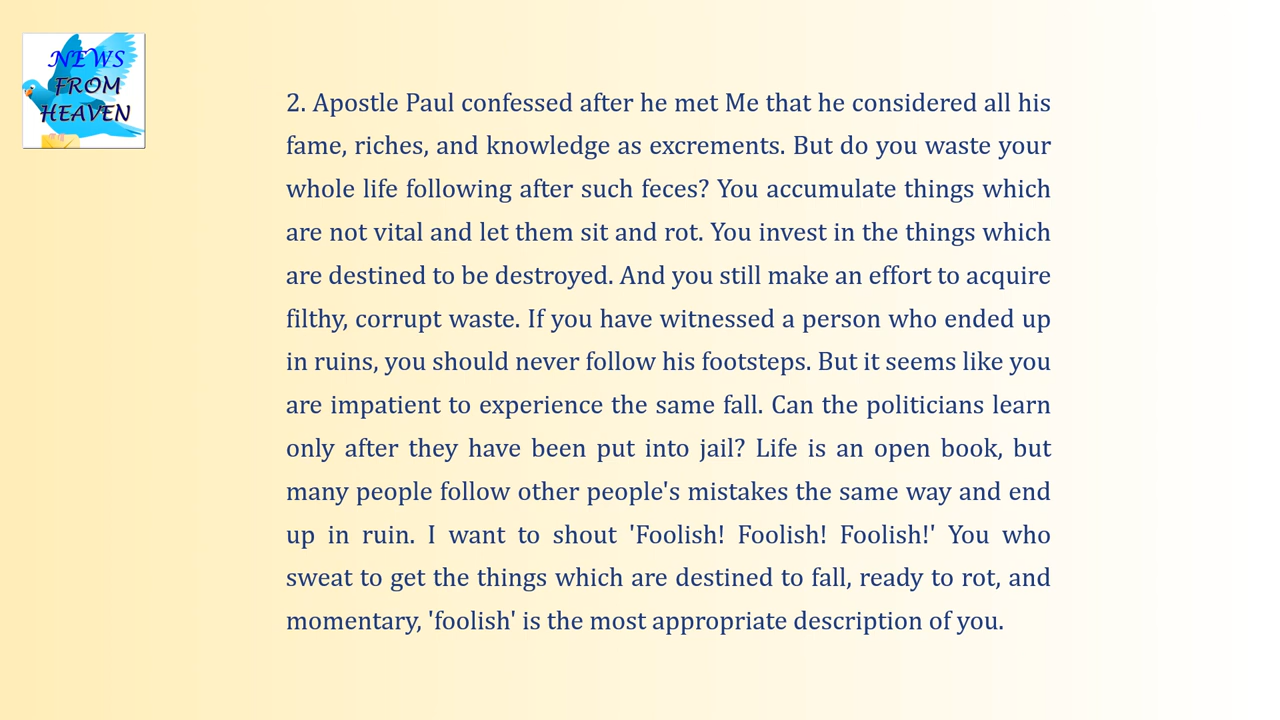 NEWS
FROM
HEAVEN
2. Apostle Paul confessed after he met Me that he considered all his
fame, riches, and knowledge as excrements. But do you waste your
whole life following after such feces? You accumulate things which
are not vital and let them sit and rot. You invest in the things which
are destined to be destroyed. And you still make an effort to acquire
filthy, corrupt waste. If you have witnessed a person who ended up
in ruins, you should never follow his footsteps. But it seems like you
are impatient to experience the same fall. Can the politicians learn
only after they have been put into jail? Life is an open book, but
many people follow other people's mistakes the same way and end
up in ruin. I want to shout 'Foolish! Foolish! Foolish!' You who
sweat to get the things which are destined to fall, ready to rot, and
momentary, 'foolish' is the most appropriate description of you.